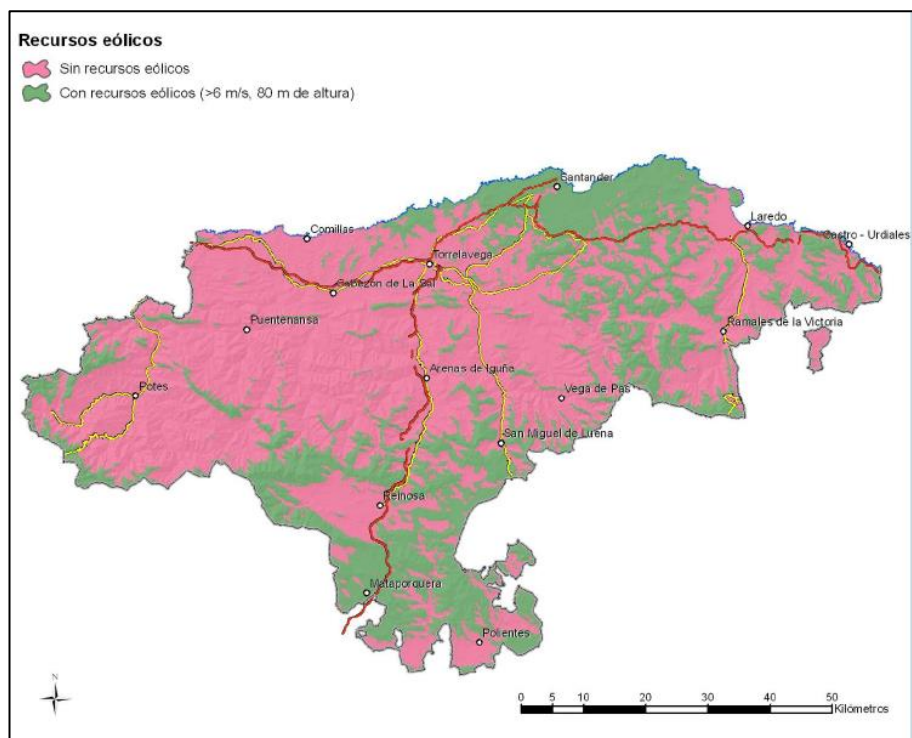 Recursos eólicos
Sin recursos eólicos
Con recursos eólicos (>6 m/s, 80 m de altura)
Santander
Comillas
Laredo
Castro - Urdiales
Torrelavega
Cabezón de La Sal
Puentenansa
Ramales de la Victoria
Arenas de Iguña
Potes
Vega de Pas
San Miguel de Luena
Reinosa
Mataporquera
Polientes
N
0 5 10 20 30 40 50
Kilómetros